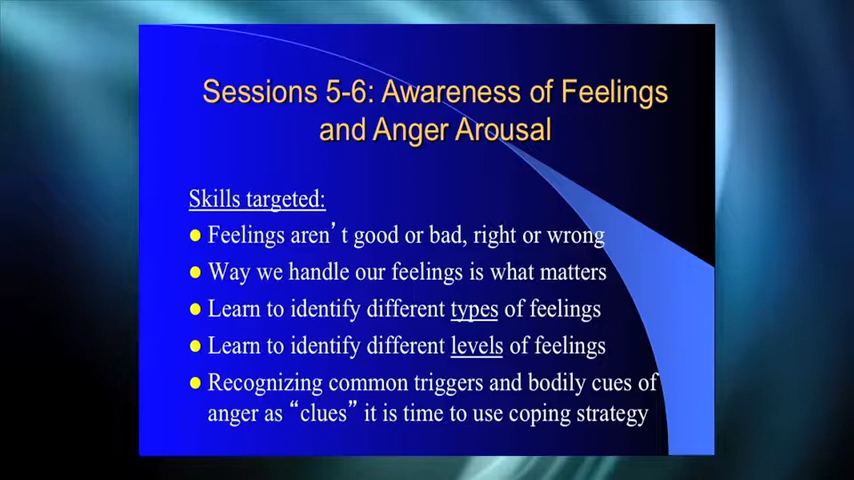 Sessions 5-6: Awareness of Feelings
and Anger Arousal
Skills targeted:
● Feelings aren’t good or bad, right or wrong
● Way we handle our feelings is what matters
● Learn to identify different types of feelings
● Learn to identify different levels of feelings
● Recognizing common triggers and bodily cues of
anger as “clues” it is time to use coping strategy